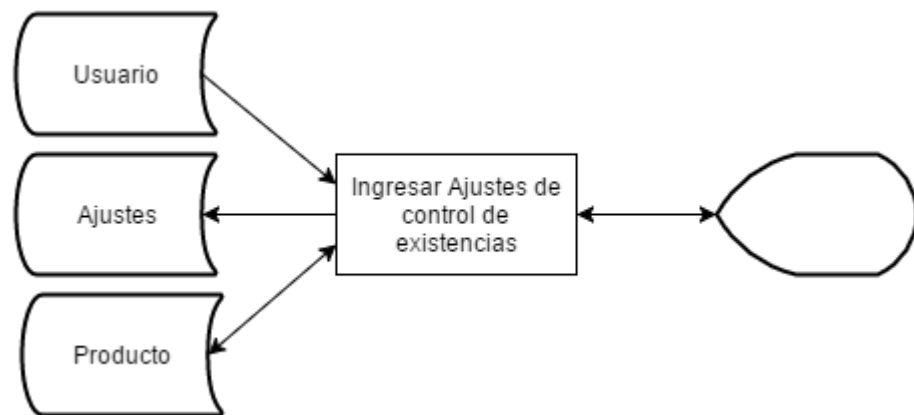 Usuario
Ajustes
Ingresar Ajustes de
control de
existencias
Producto